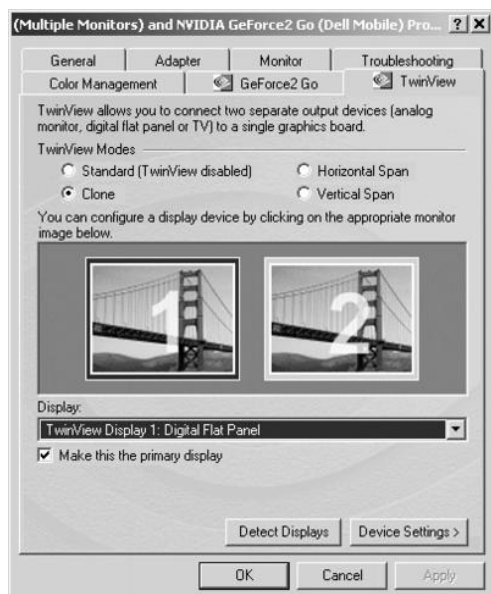 (Multiple Monitors) and NVIDIA GeForce2 Go (Dell Mobile) Pro...
General Adapter Monitor Troubleshooting
Color Management GeForce2 Go TwinView
TwinView allows you to connect two separate output devices (analog
monitor, digital flat panel or TV) to a single graphics board.
TwinView Modes
Standard (TwinView disabled) Horizontal Span
Clone Vertical Span
You can configure a display device by clicking on the appropriate monitor
image below.
1 2
Display:
TwinView Display 1: Digital Flat Panel
Make this the primary display
Detect Displays Device Settings >
OK Cancel Apply